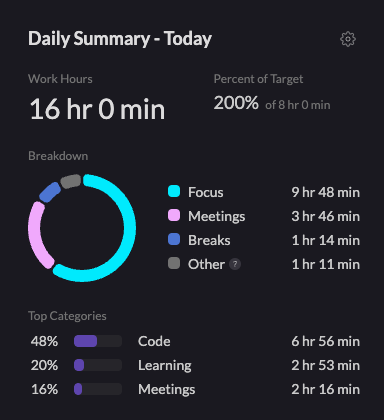 Daily Summary - Today
Work Hours
Percent of Target
16 hr 0 min
200% of 8 hr 0 min
Breakdown
Focus 9 hr 48 min
Meetings 3 hr 46 min
Breaks 1 hr 14 min
Other ? 1 hr 11 min
Top Categories
48% Code 6 hr 56 min
20% Learning 2 hr 53 min
16% Meetings 2 hr 16 min